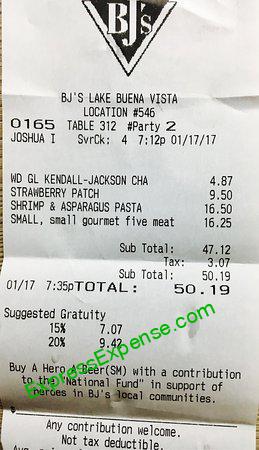 BJ's
BJ'S LAKE BUENA VISTA
LOCATION #546
0165 TABLE 312 #Party 2
JOSHUA I SvrCk: 4 7:12p 01/17/17
WD GL KENDALL-JACKSON CHA 4.87
STRAWBERRY PATCH 9.50
SHRIMP & ASPARAGUS PASTA 16.50
SMALL, small gourmet five meat 16.25
Sub Total: 47.12
Tax: 3.07
Sub Total: 50.19
01/17 7:35pTOTAL: 50.19
Suggested Gratuity
15% 7.07
20% 9.42
ExpressExpense.com
Buy A Hero a Beer(SM) with a contribution
to the "National Fund" in support of
heroes in BJ's local communities.
Any contribution welcome.
Not tax deductible.